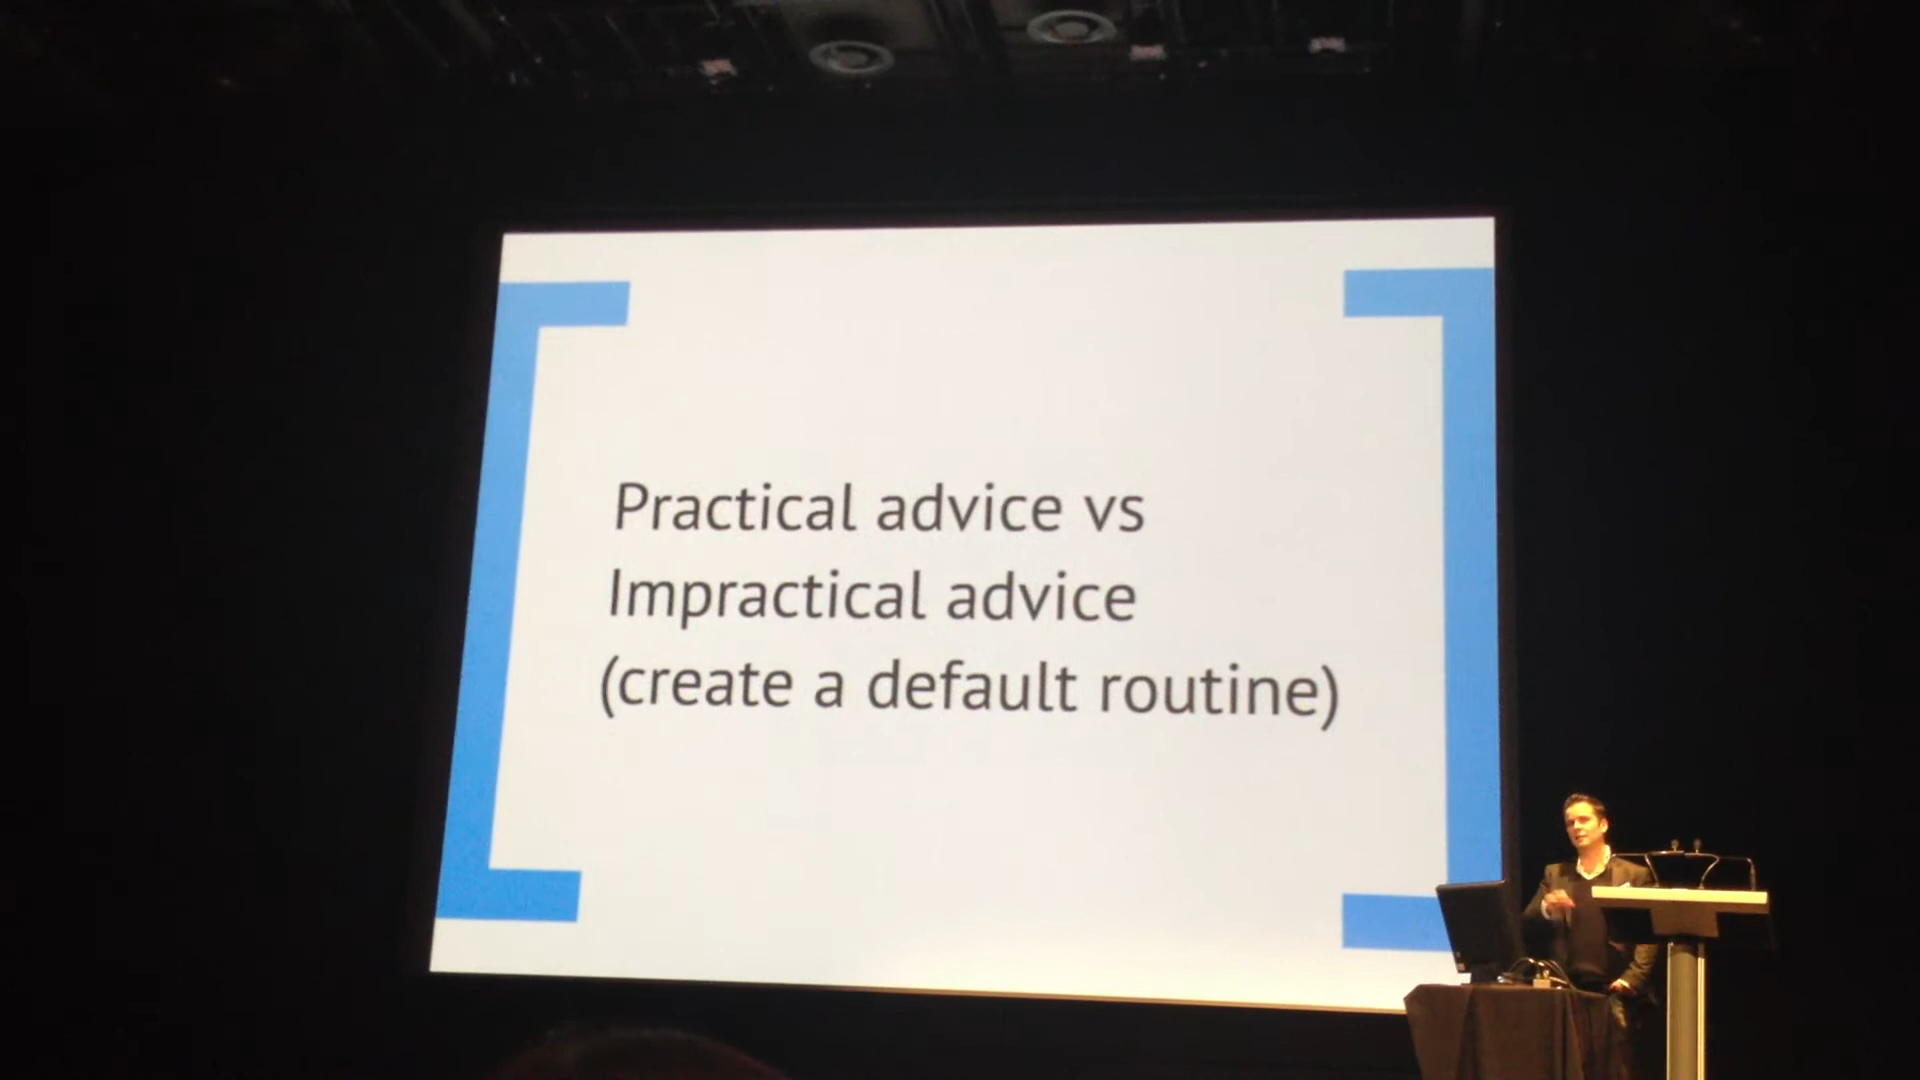 Practical advice vs
Impractical advice
(create a default routine)